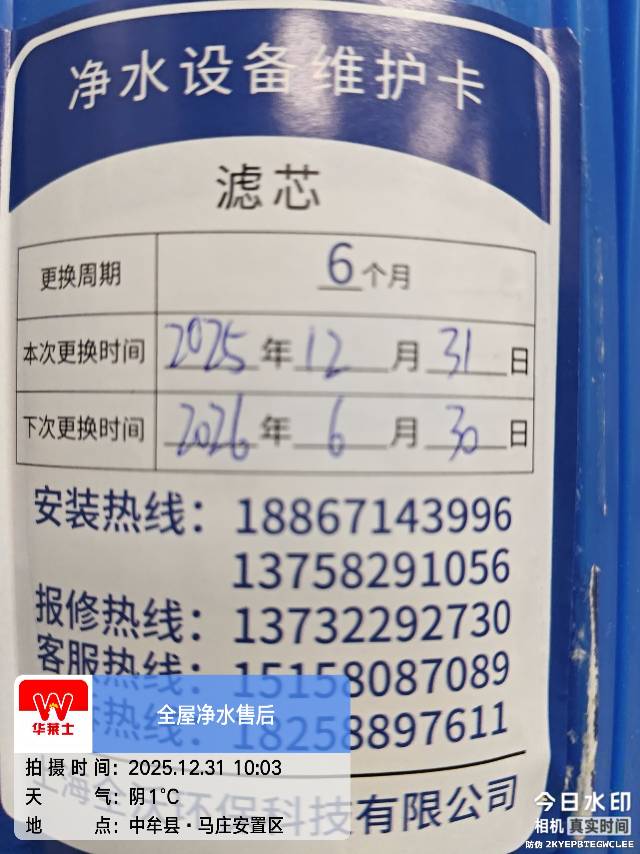 净水设备维护卡
滤芯
更换周期 6个月
本次更换时间 2025年12月31日
下次更换时间 2026年6月30日
安装热线：18867143996
13758291056
报修热线：13732292730
客服热线：15158087089
热线：18258897611
环保科技有限公司
华莱士
全屋净水售后
拍摄时间：2025.12.31 10:03
天气：阴1°C
地点：中牟县·马庄安置区
今日水印
相机 真实时间
防伪 2KYEPBTEGWCLEE